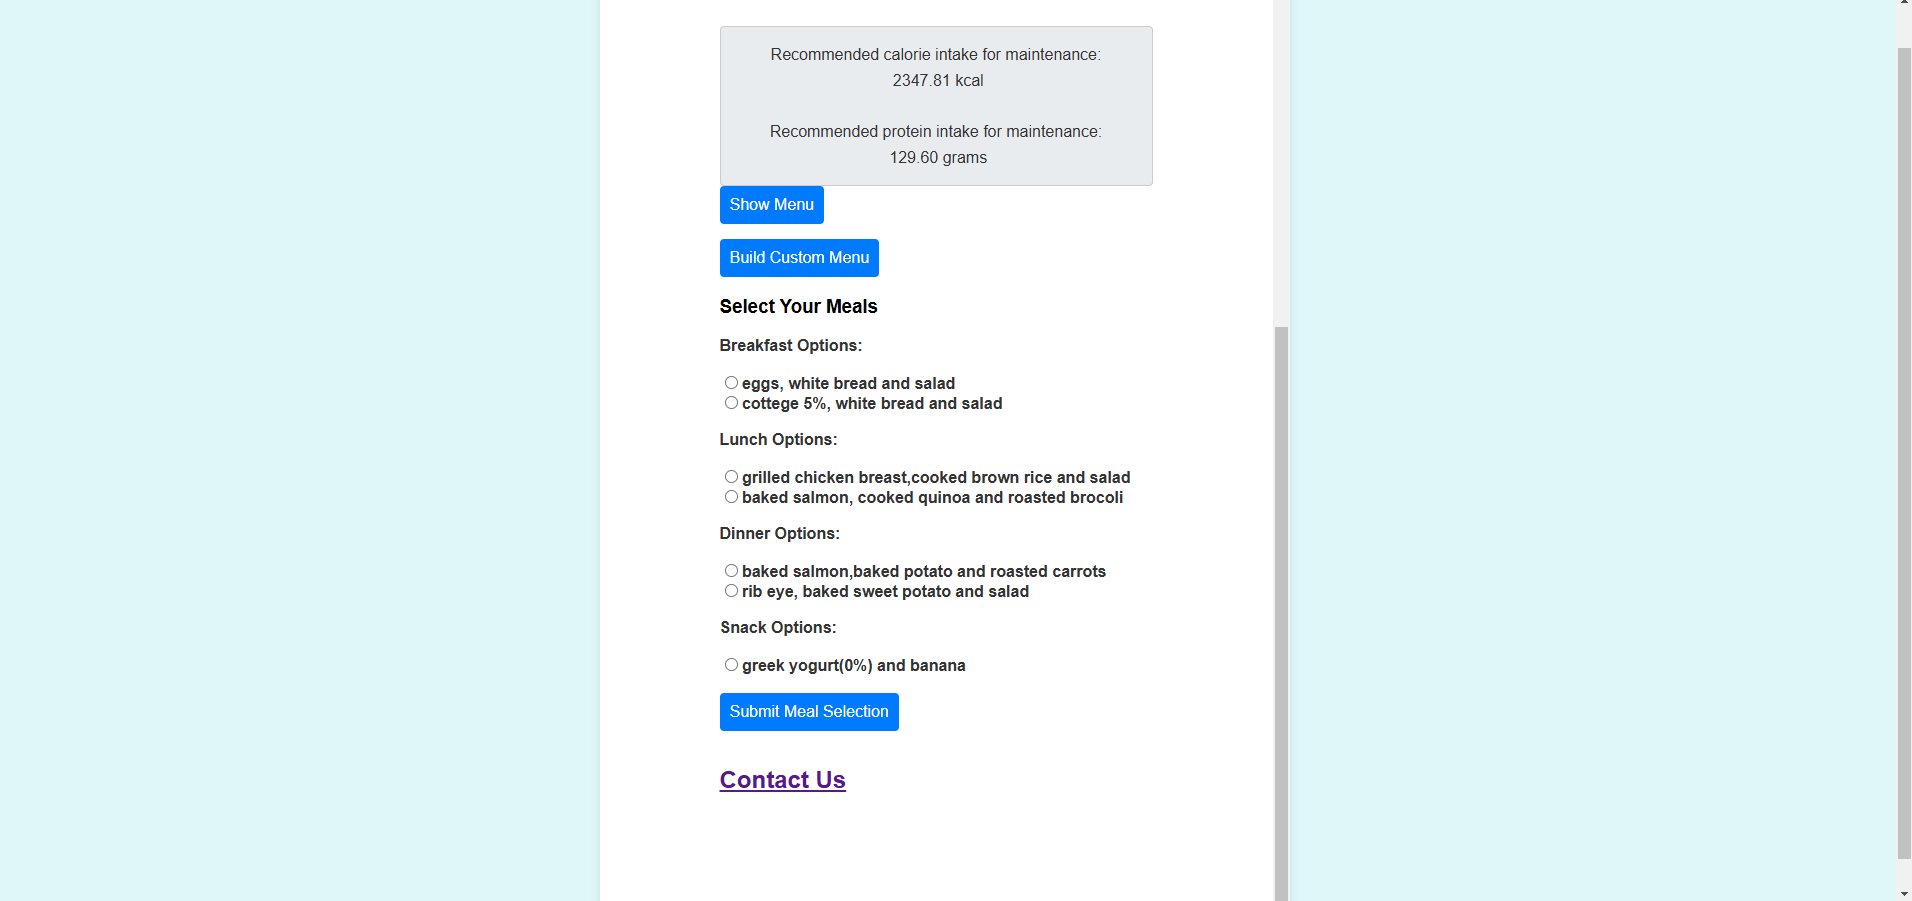 Recommended calorie intake for maintenance:
2347.81 kcal
Recommended protein intake for maintenance:
129.60 grams
Show Menu
Build Custom Menu
Select Your Meals
Breakfast Options:
eggs, white bread and salad
cottege 5%, white bread and salad
Lunch Options:
grilled chicken breast,cooked brown rice and salad
baked salmon, cooked quinoa and roasted brocoli
Dinner Options:
baked salmon,baked potato and roasted carrots
rib eye, baked sweet potato and salad
Snack Options:
greek yogurt(0%) and banana
Submit Meal Selection
Contact Us